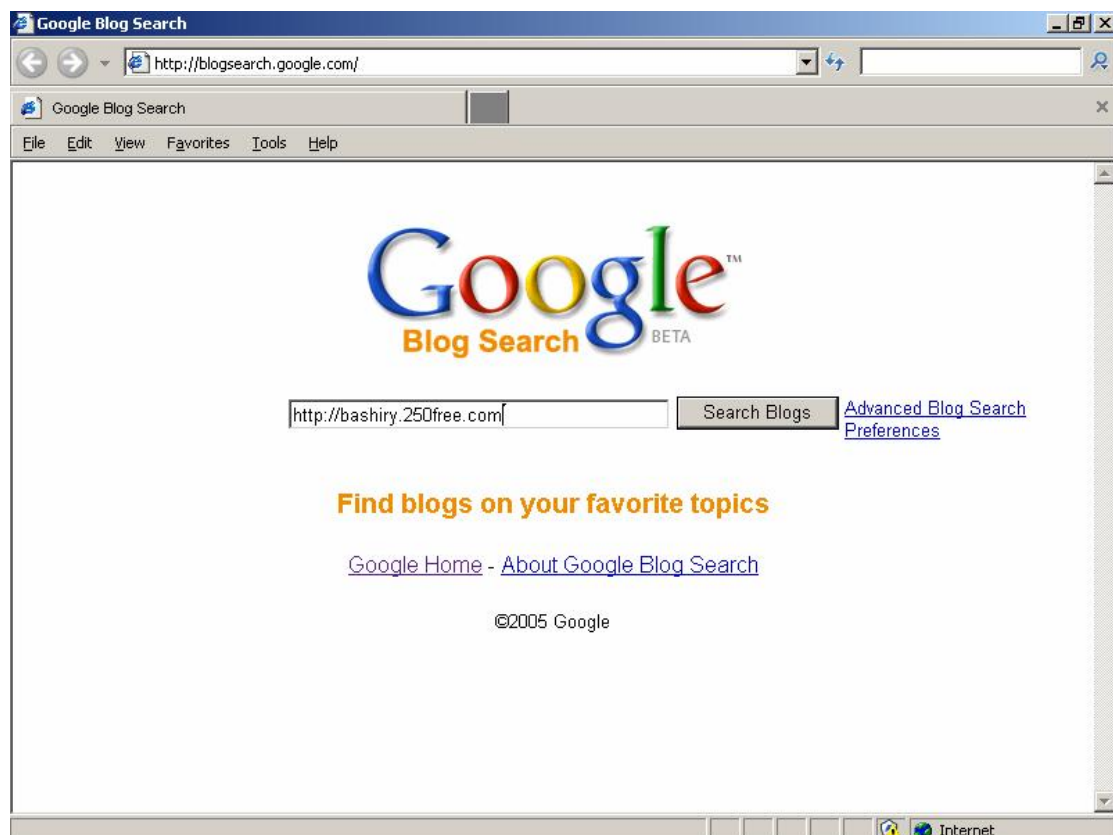 Google Blog Search
http://blogsearch.google.com/
Google Blog Search
File Edit View Favorites Tools Help
Google™
Blog Search BETA
http://bashiry.250free.com
Search Blogs
Advanced Blog Search
Preferences
Find blogs on your favorite topics
Google Home - About Google Blog Search
©2005 Google
Internet